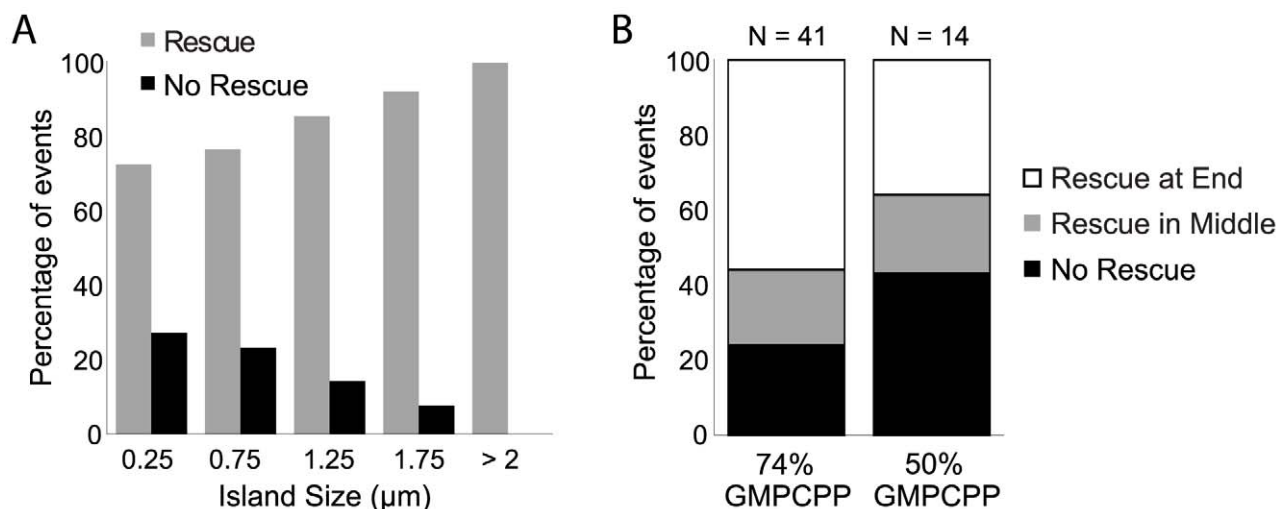 A
Rescue
No Rescue
Percentage of events
100
80
60
40
20
0
0.25 0.75 1.25 1.75 > 2
Island Size (µm)
B
N = 41 N = 14
Percentage of events
100
80
60
40
20
0
74% 50%
GMPCPP GMPCPP
Rescue at End
Rescue in Middle
No Rescue